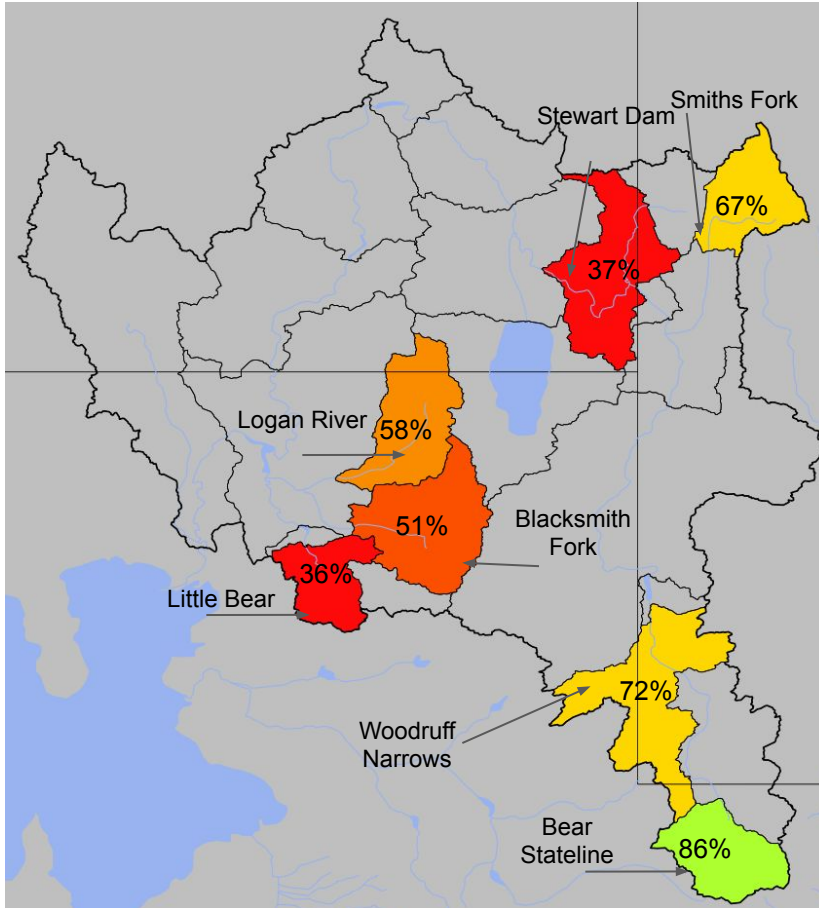 Smiths Fork
Stewart Dam
67%
37%
Logan River
58%
51%
Blacksmith
Fork
36%
Little Bear
72%
Woodruff
Narrows
Bear
Stateline
86%